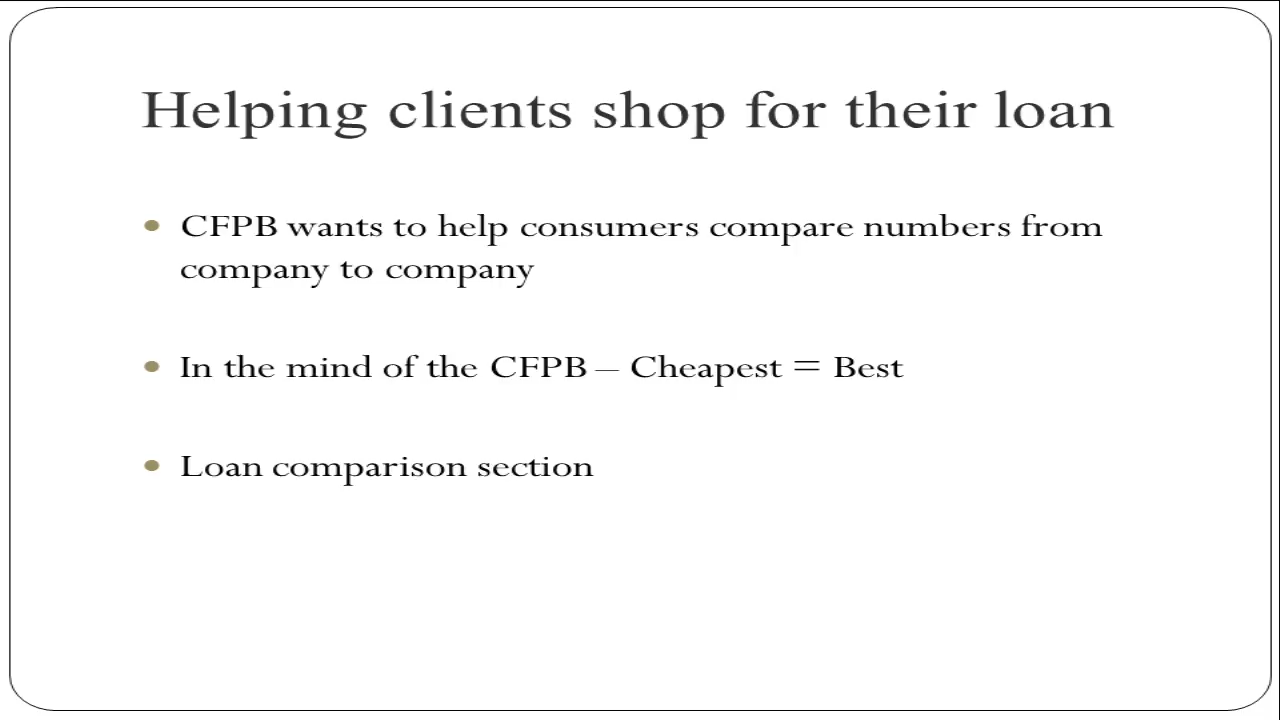 Helping clients shop for their loan
• CFPB wants to help consumers compare numbers from
company to company
• In the mind of the CFPB – Cheapest = Best
• Loan comparison section